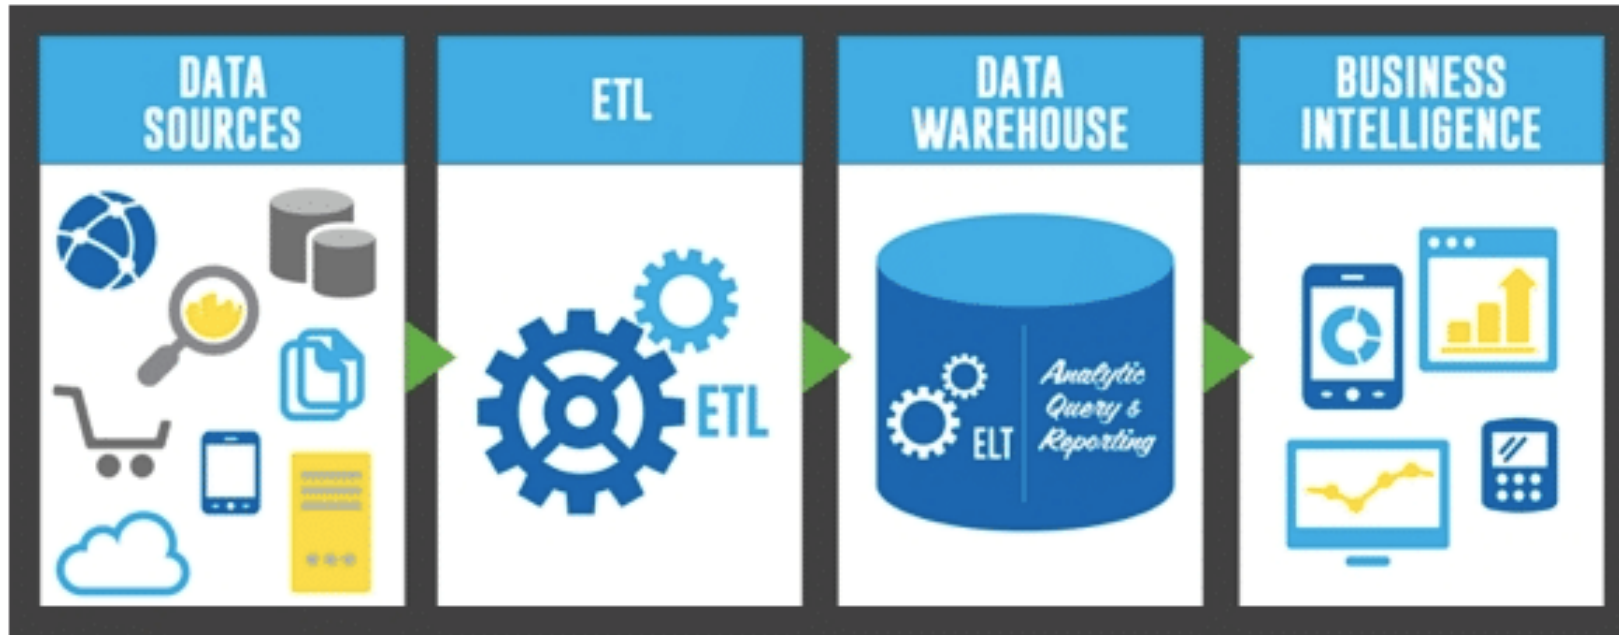 DATA
SOURCES
ETL
DATA
WAREHOUSE
BUSINESS
INTELLIGENCE
ETL
ELT
Analytic
Query &
Reporting